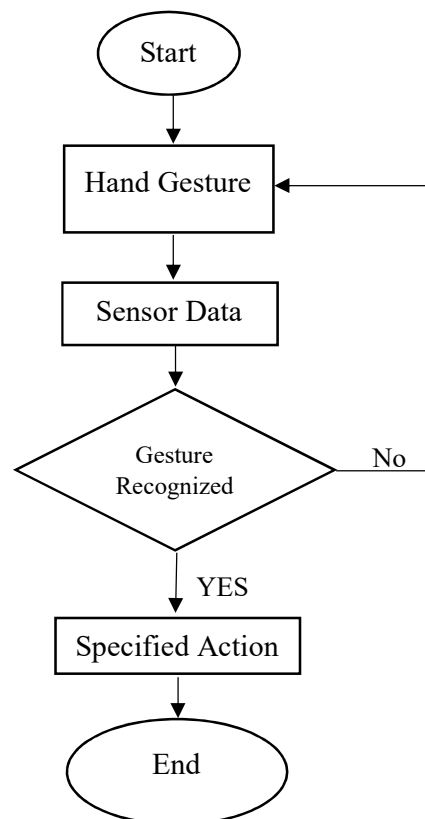 Start
Hand Gesture
Sensor Data
Gesture
Recognized
No
YES
Specified Action
End